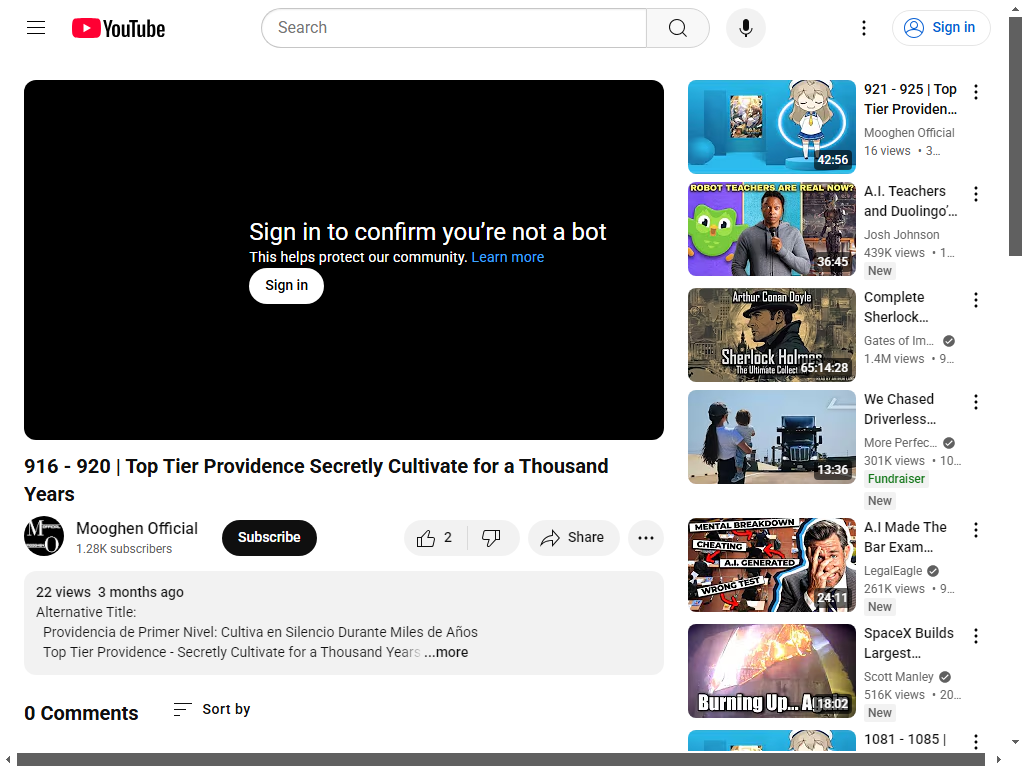 YouTube
Search
Sign in
Sign in to confirm you’re not a bot
This helps protect our community. Learn more
Sign in
916 - 920 | Top Tier Providence Secretly Cultivate for a Thousand
Years
Mooghen Official
1.28K subscribers
Subscribe
2
Share
22 views 3 months ago
Alternative Title:
Providencia de Primer Nivel: Cultiva en Silencio Durante Miles de Años
Top Tier Providence - Secretly Cultivate for a Thousand Years ...more
0 Comments
Sort by
42:56
921 - 925 | Top
Tier Providen...
Mooghen Official
16 views • 3...
ROBOT TEACHERS ARE REAL NOW?
36:45
A.I. Teachers
and Duolingo’...
Josh Johnson
439K views • 1...
New
Arthur Conan Doyle
Sherlock Holmes
The Ultimate Collect
65:14:28
Complete
Sherlock...
Gates of Im...
1.4M views • 9...
13:36
We Chased
Driverless...
More Perfec...
301K views • 10...
Fundraiser
New
MENTAL BREAKDOWN
CHEATING
A.I. GENERATED
WRONG TEST
24:11
A.I Made The
Bar Exam...
LegalEagle
261K views • 9...
New
Burning Up... Again
18:02
SpaceX Builds
Largest...
Scott Manley
516K views • 20...
New
1081 - 1085 |